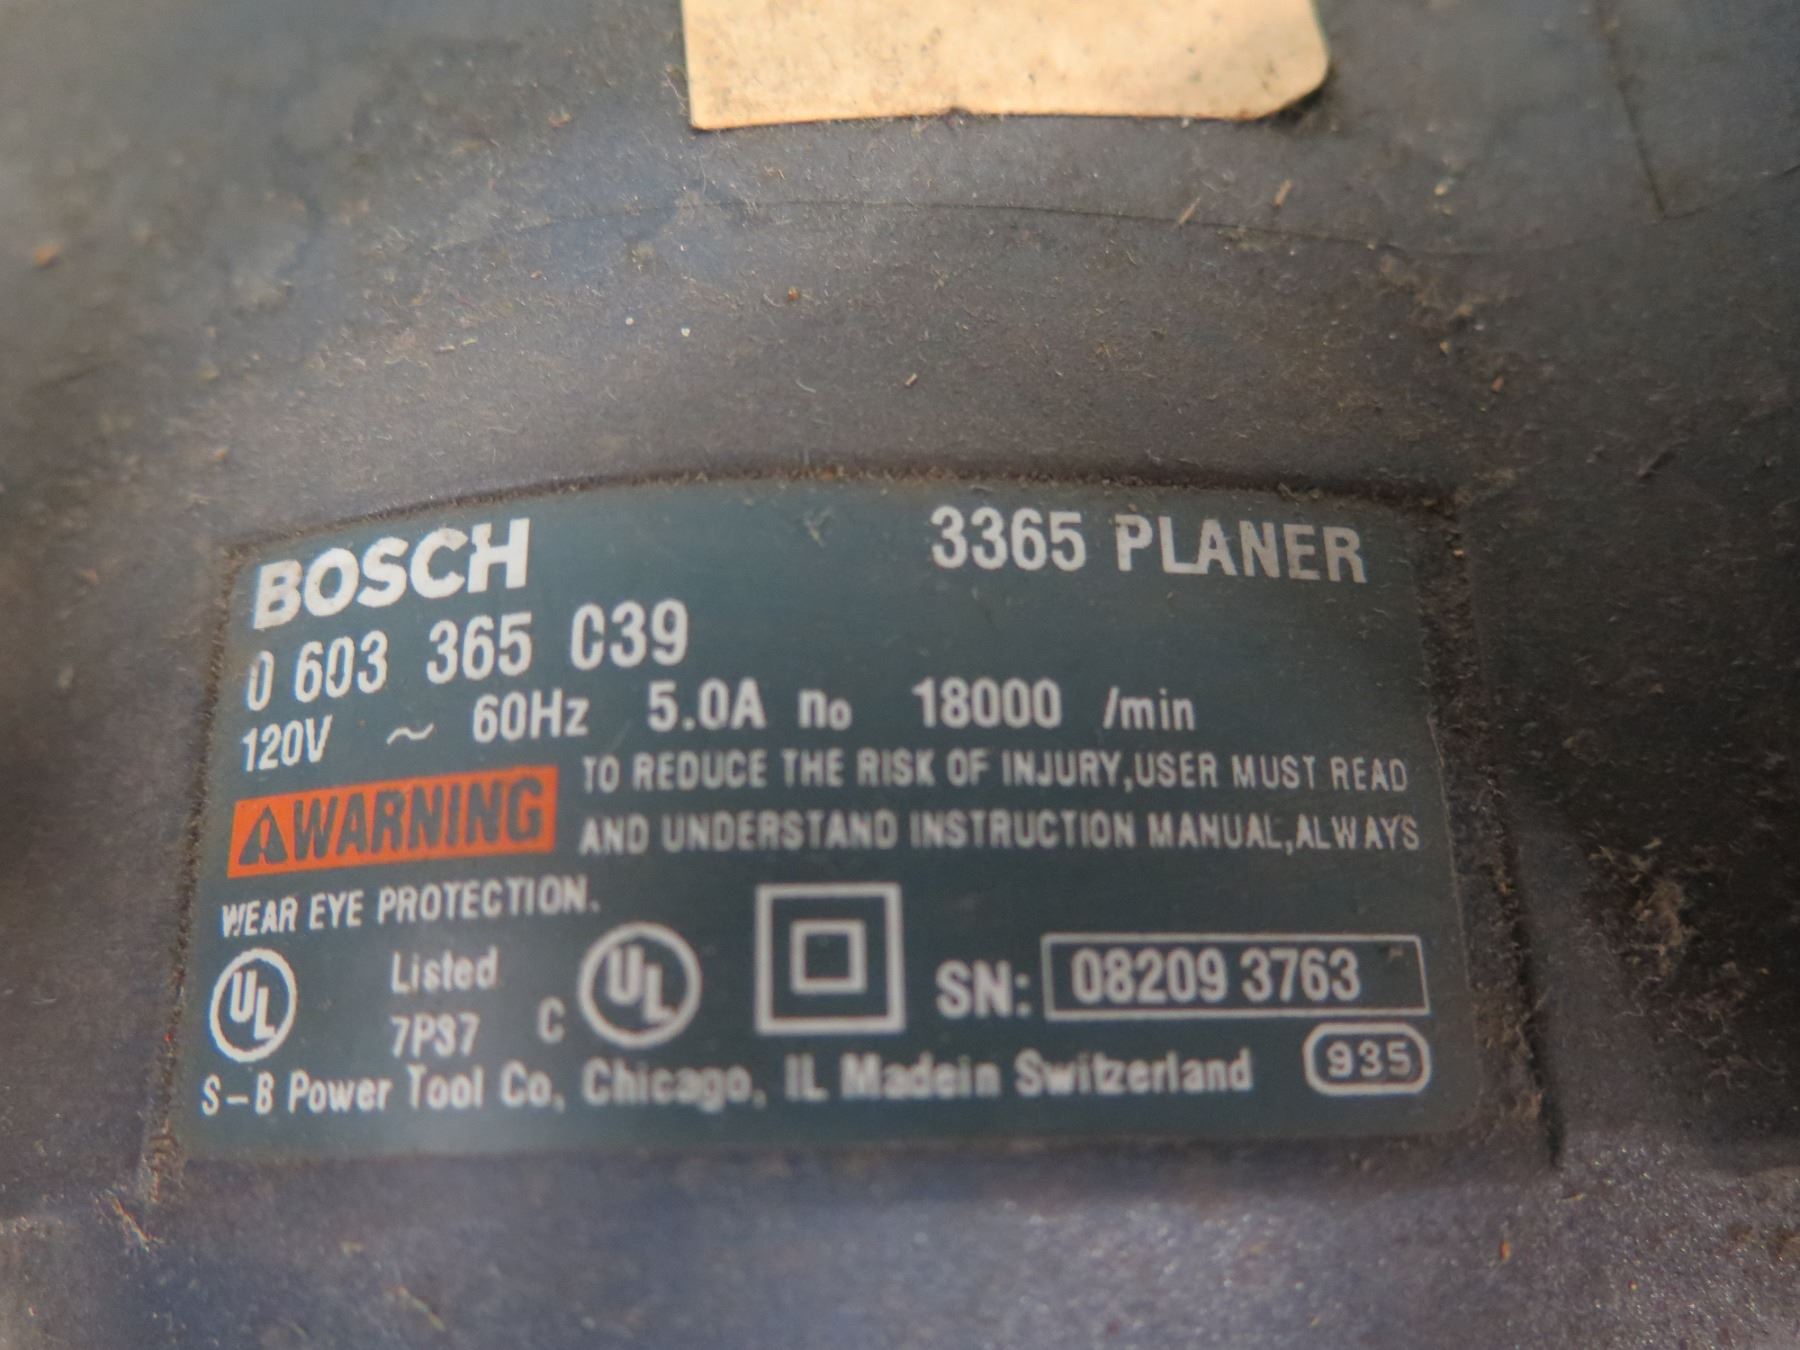 BOSCH 3365 PLANER
0 603 365 C39
120V ~ 60Hz 5.0A no 18000 /min
WARNING TO REDUCE THE RISK OF INJURY,USER MUST READ
AND UNDERSTAND INSTRUCTION MANUAL,ALWAYS
WEAR EYE PROTECTION.
UL Listed C UL SN: 08209 3763
7P37
S-B Power Tool Co, Chicago, IL Madein Switzerland 935